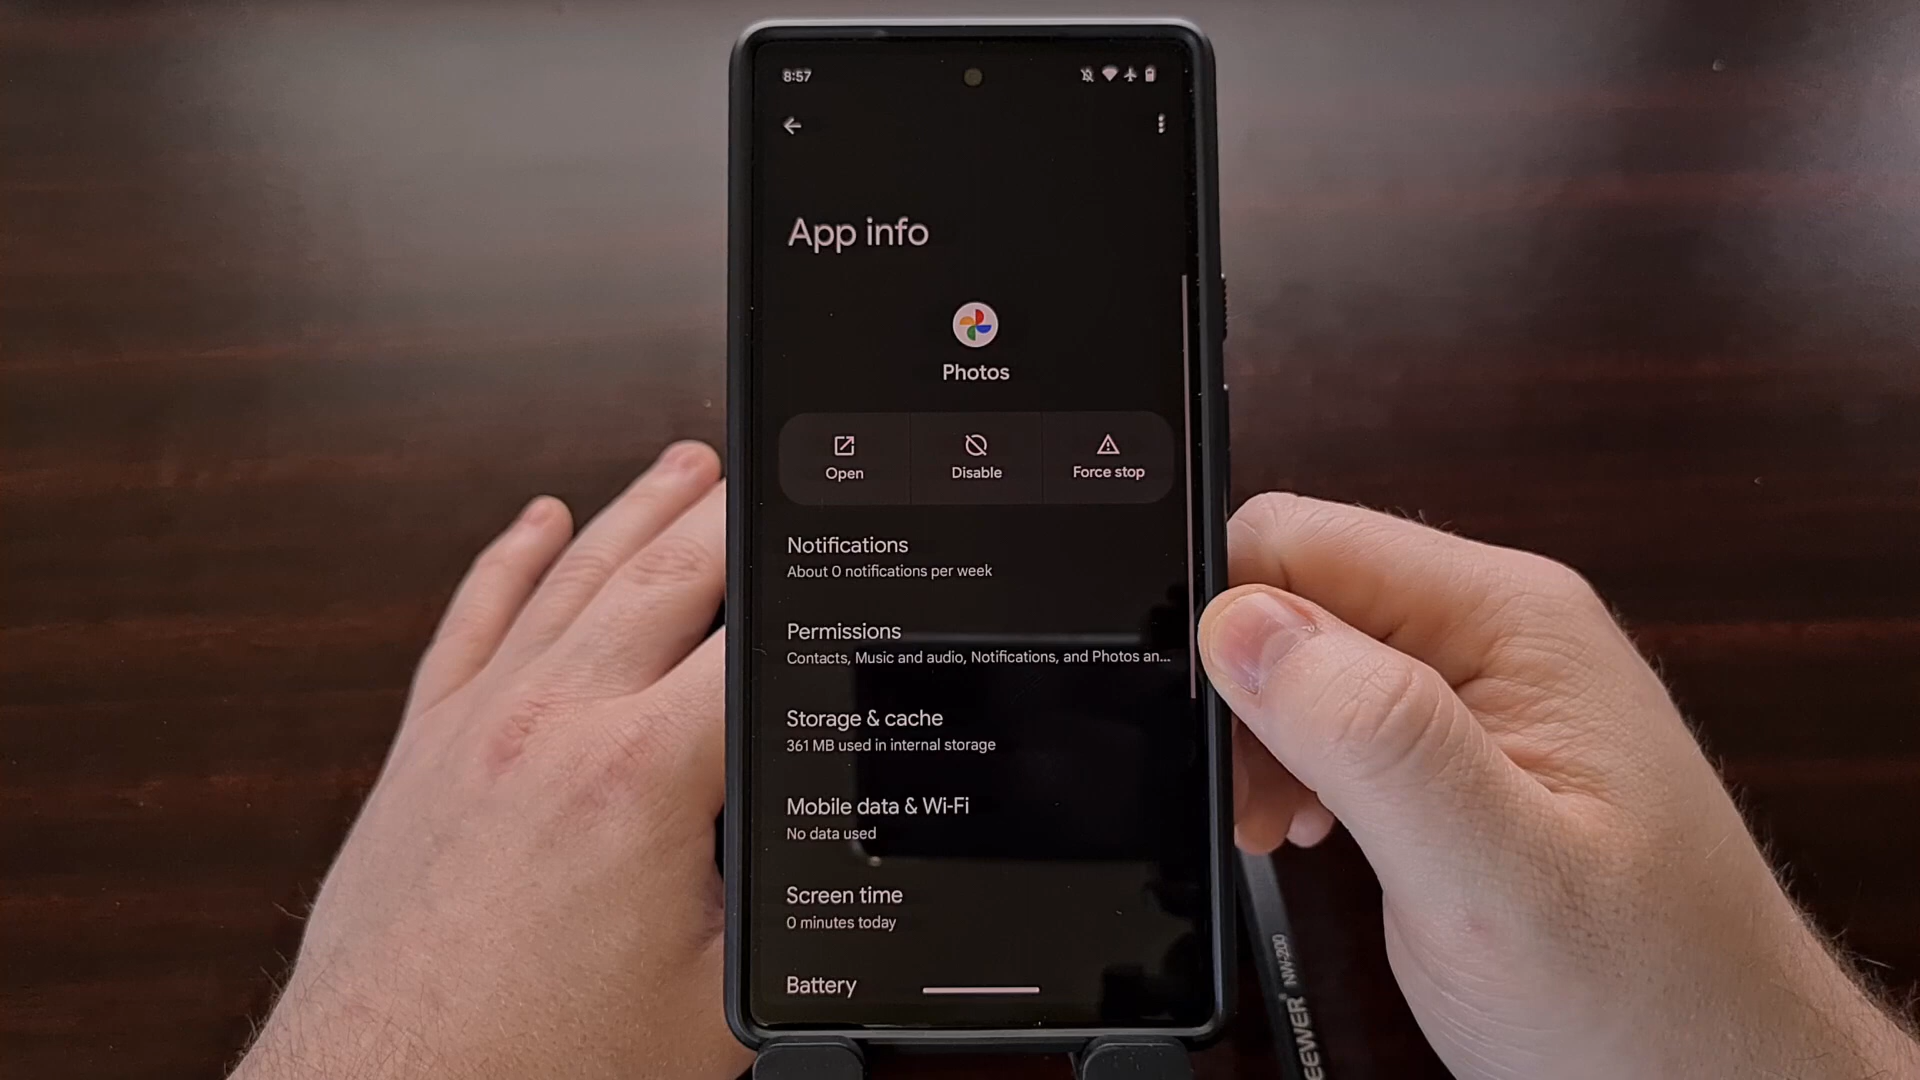 8:57
App info
Photos
Open
Disable
Force stop
Notifications
About 0 notifications per week
Permissions
Contacts, Music and audio, Notifications, and Photos an...
Storage & cache
361 MB used in internal storage
Mobile data & Wi-Fi
No data used
Screen time
0 minutes today
Battery
EEWER® NW-200